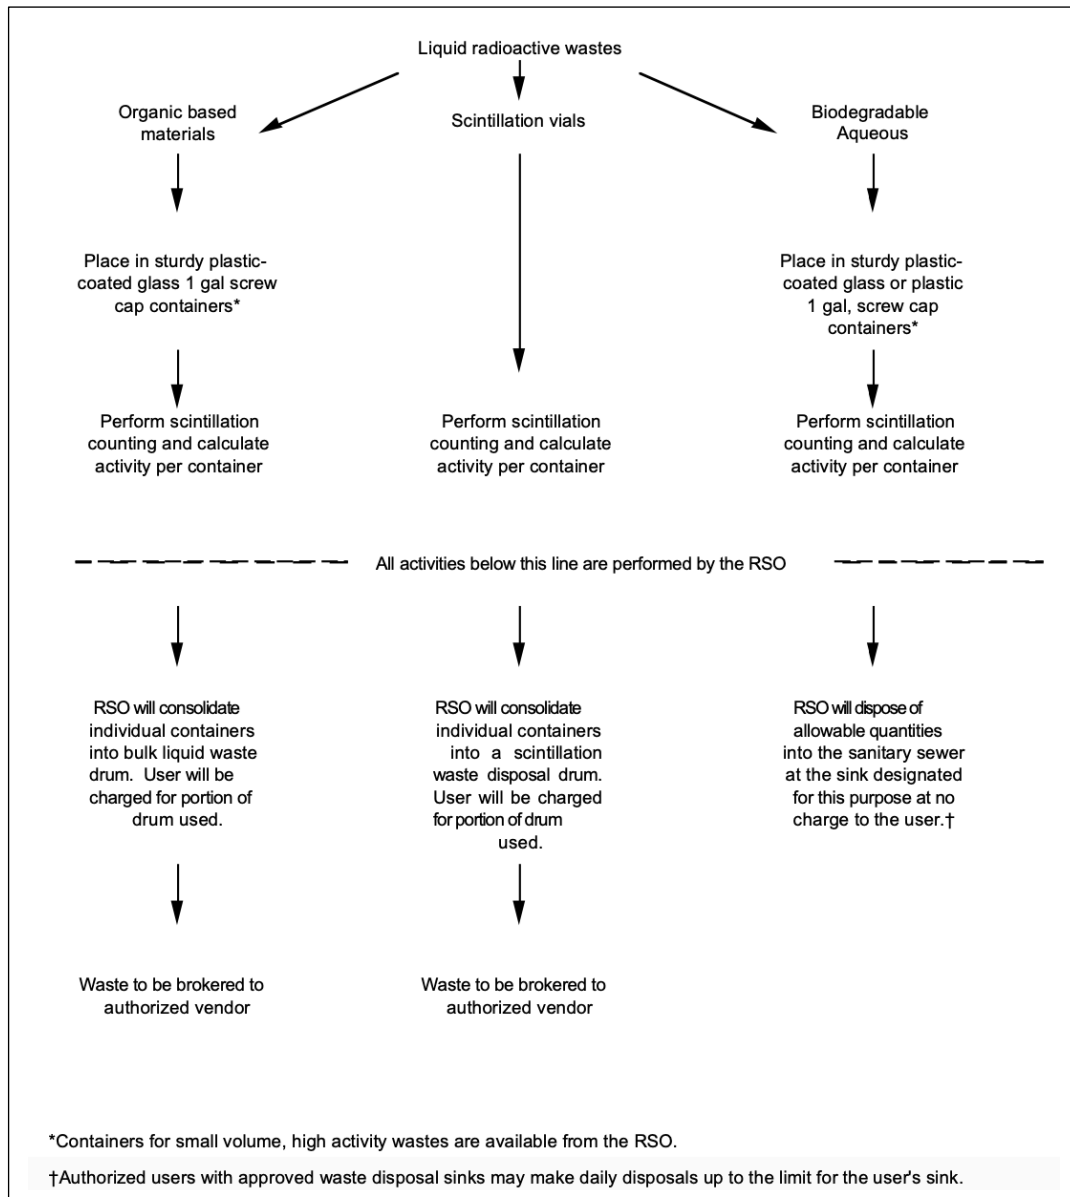 Liquid radioactive wastes
Organic based
materials
Scintillation vials
Biodegradable
Aqueous
Place in sturdy plastic-
coated glass 1 gal screw
cap containers*
Place in sturdy plastic-
coated glass or plastic
1 gal, screw cap
containers*
Perform scintillation
counting and calculate
activity per container
Perform scintillation
counting and calculate
activity per container
Perform scintillation
counting and calculate
activity per container
All activities below this line are performed by the RSO
RSO will consolidate
individual containers
into bulk liquid waste
drum. User will be
charged for portion of
drum used.
RSO will consolidate
individual containers
into a scintillation
waste disposal drum.
User will be charged
for portion of drum
used.
RSO will dispose of
allowable quantities
into the sanitary sewer
at the sink designated
for this purpose at no
charge to the user.†
Waste to be brokered to
authorized vendor
Waste to be brokered to
authorized vendor
*Containers for small volume, high activity wastes are available from the RSO.
†Authorized users with approved waste disposal sinks may make daily disposals up to the limit for the user's sink.